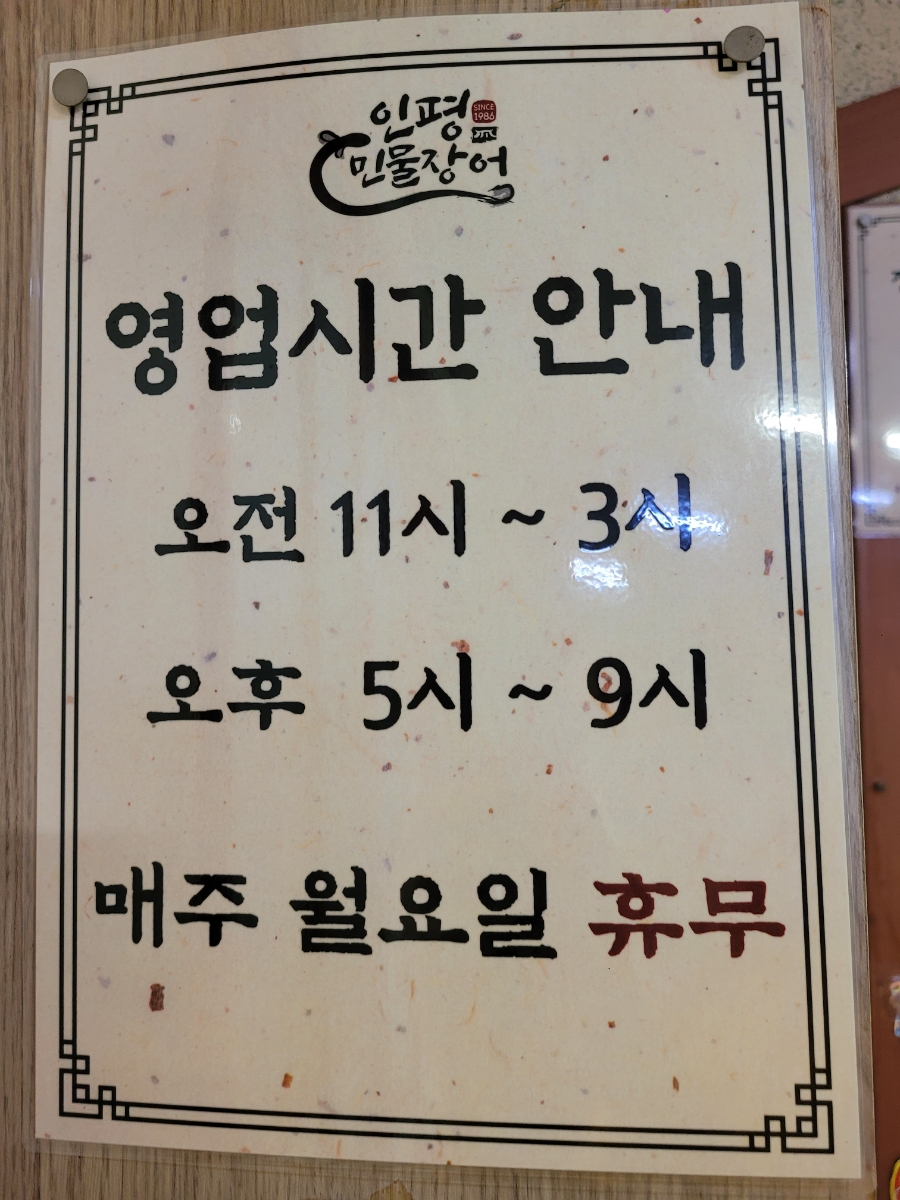 인평
SINCE
1986
민물장어
영업시간 안내
오전 11시 ~ 3시
오후 5시 ~ 9시
매주 월요일 휴무